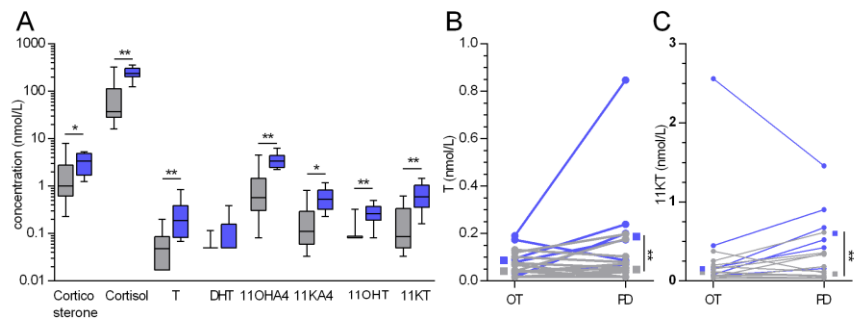 A
concentration (nmol/L)
1000
100
10
1
0.1
0.01
*
**
**
**
*
**
**
Cortico
sterone
Cortisol
T
DHT
11OHA4
11KA4
11OHT
11KT
B
T (nmol/L)
1.0
0.8
0.6
0.4
0.2
0.0
**
OT
FD
C
11KT (nmol/L)
3
2
1
0
**
OT
FD